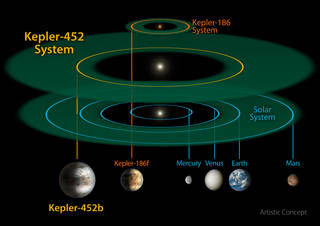 Kepler-186
System
Kepler-452
System
Solar
System
Kepler-186f
Mercury
Venus
Earth
Mars
Kepler-452b
Artistic Concept